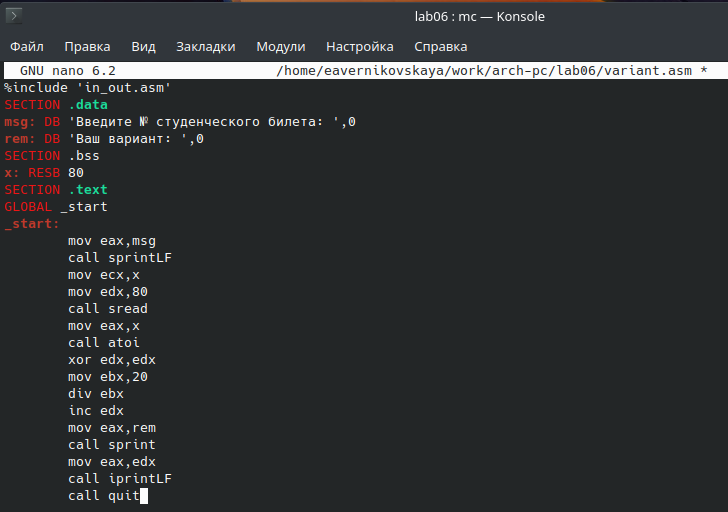 lab06 : mc — Konsole
Файл Правка Вид Закладки Модули Настройка Справка
GNU nano 6.2 /home/eavernikovskaya/work/arch-pc/lab06/variant.asm *
%include 'in_out.asm'
SECTION .data
msg: DB 'Введите № студенческого билета: ',0
rem: DB 'Ваш вариант: ',0
SECTION .bss
x: RESB 80
SECTION .text
GLOBAL _start
_start:
mov eax,msg
call sprintLF
mov ecx,x
mov edx,80
call sread
mov eax,x
call atoi
xor edx,edx
mov ebx,20
div ebx
inc edx
mov eax,rem
call sprint
mov eax,edx
call iprintLF
call quit